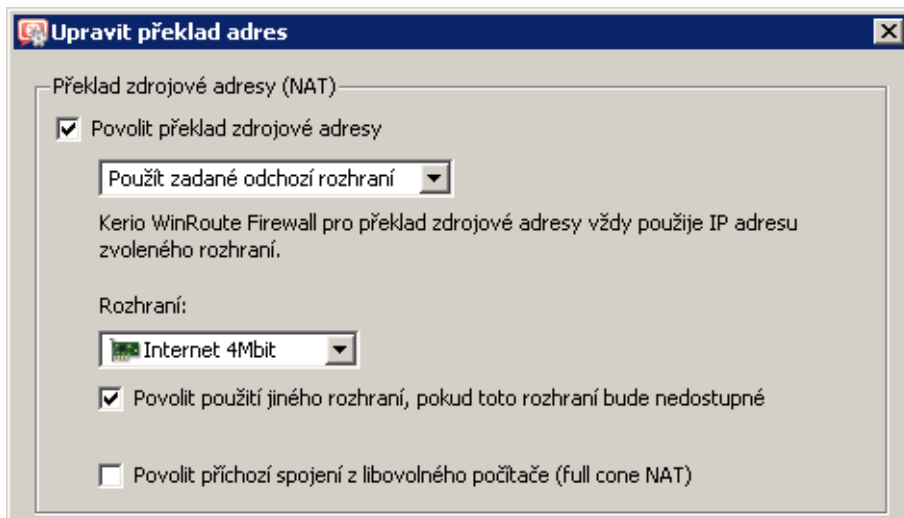 Upravit překlad adres
Překlad zdrojové adresy (NAT)
Povolit překlad zdrojové adresy
Použít zadané odchozí rozhraní
Kerio WinRoute Firewall pro překlad zdrojové adresy vždy použije IP adresu
zvoleného rozhraní.
Rozhraní:
Internet 4Mbit
Povolit použití jiného rozhraní, pokud toto rozhraní bude nedostupné
Povolit příchozí spojení z libovolného počítače (full cone NAT)